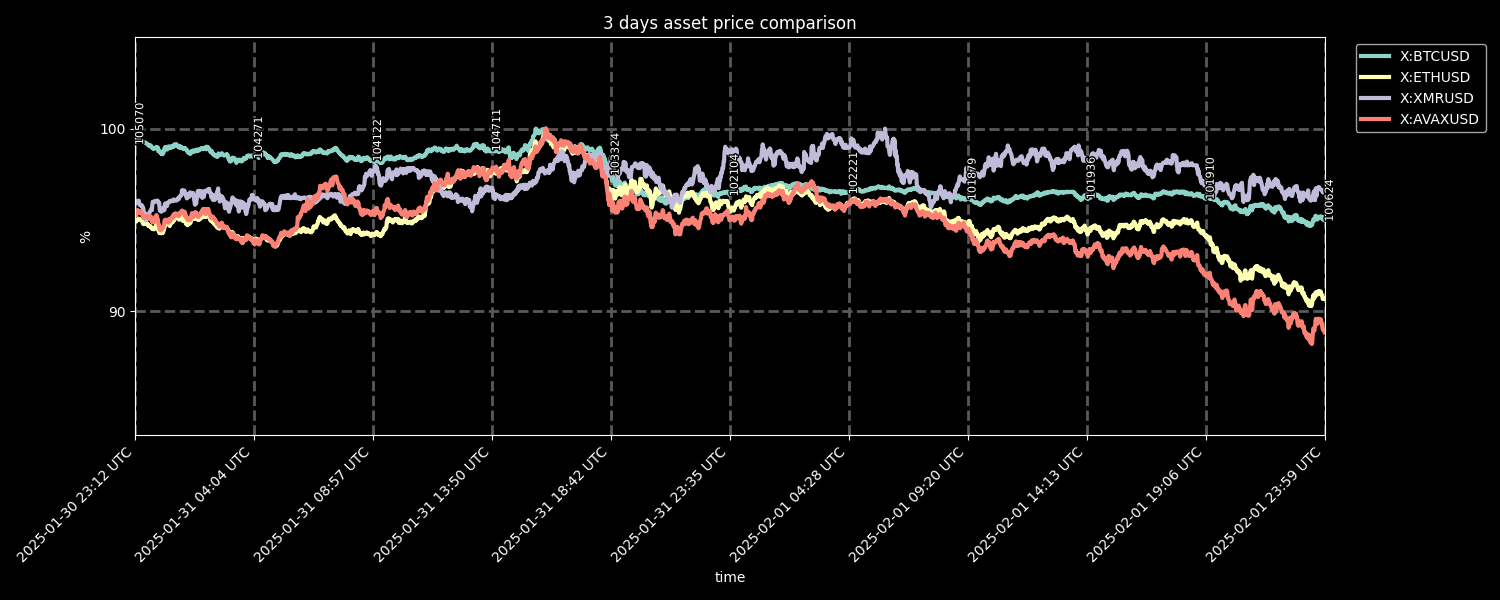 3 days asset price comparison
X:BTCUSD
X:ETHUSD
X:XMRUSD
X:AVAXUSD
100
90
%
105070
104271
104122
104711
103324
102104
102221
101879
101936
101910
100624
2025-01-30 23:12 UTC
2025-01-31 04:04 UTC
2025-01-31 08:57 UTC
2025-01-31 13:50 UTC
2025-01-31 18:42 UTC
2025-01-31 23:35 UTC
2025-02-01 04:28 UTC
2025-02-01 09:20 UTC
2025-02-01 14:13 UTC
2025-02-01 19:06 UTC
2025-02-01 23:59 UTC
time